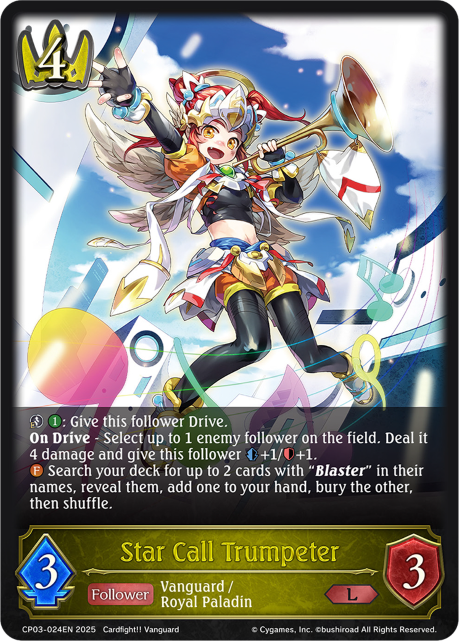 4
1 : Give this follower Drive.
On Drive - Select up to 1 enemy follower on the field. Deal it
4 damage and give this follower +1/+1.
F Search your deck for up to 2 cards with “Blaster” in their
names, reveal them, add one to your hand, bury the other,
then shuffle.
Star Call Trumpeter
3
Follower
Vanguard /
Royal Paladin
L
3
CP03-024EN 2025 Cardfight!! Vanguard © Cygames, Inc. ©bushiroad All Rights Reserved.